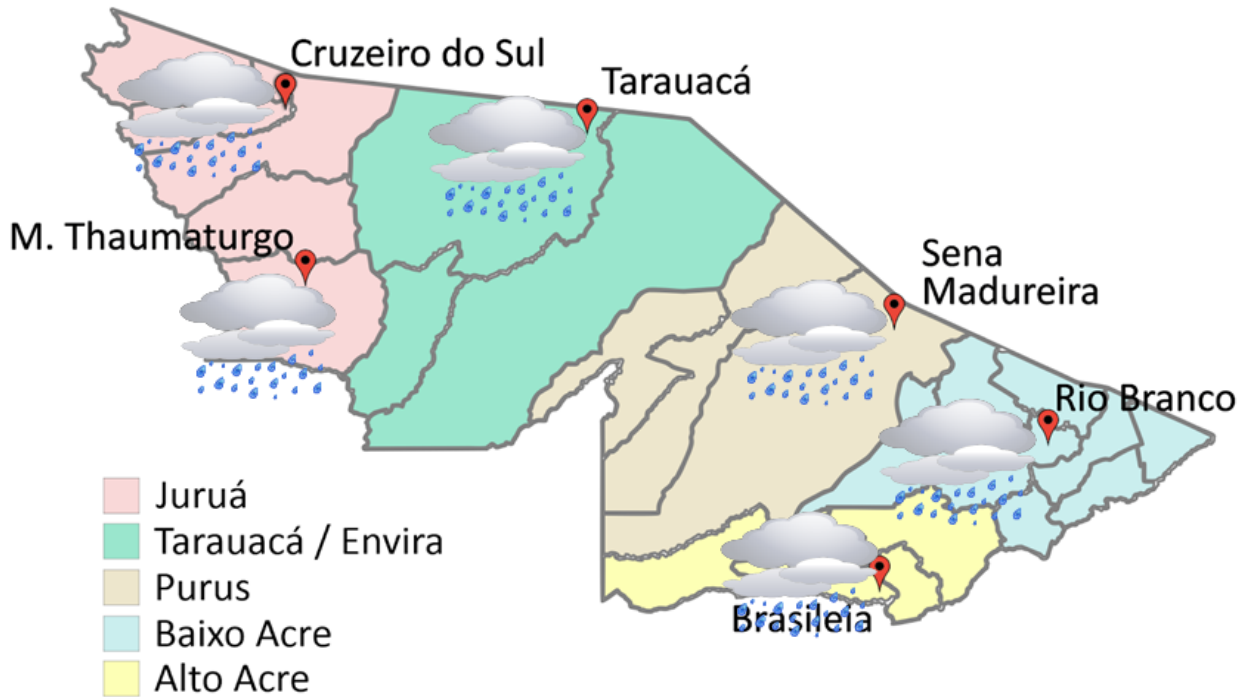 Cruzeiro do Sul
Tarauacá
M. Thaumaturgo
Sena
Madureira
Rio Branco
Brasileia
Juruá
Tarauacá / Envira
Purus
Baixo Acre
Alto Acre